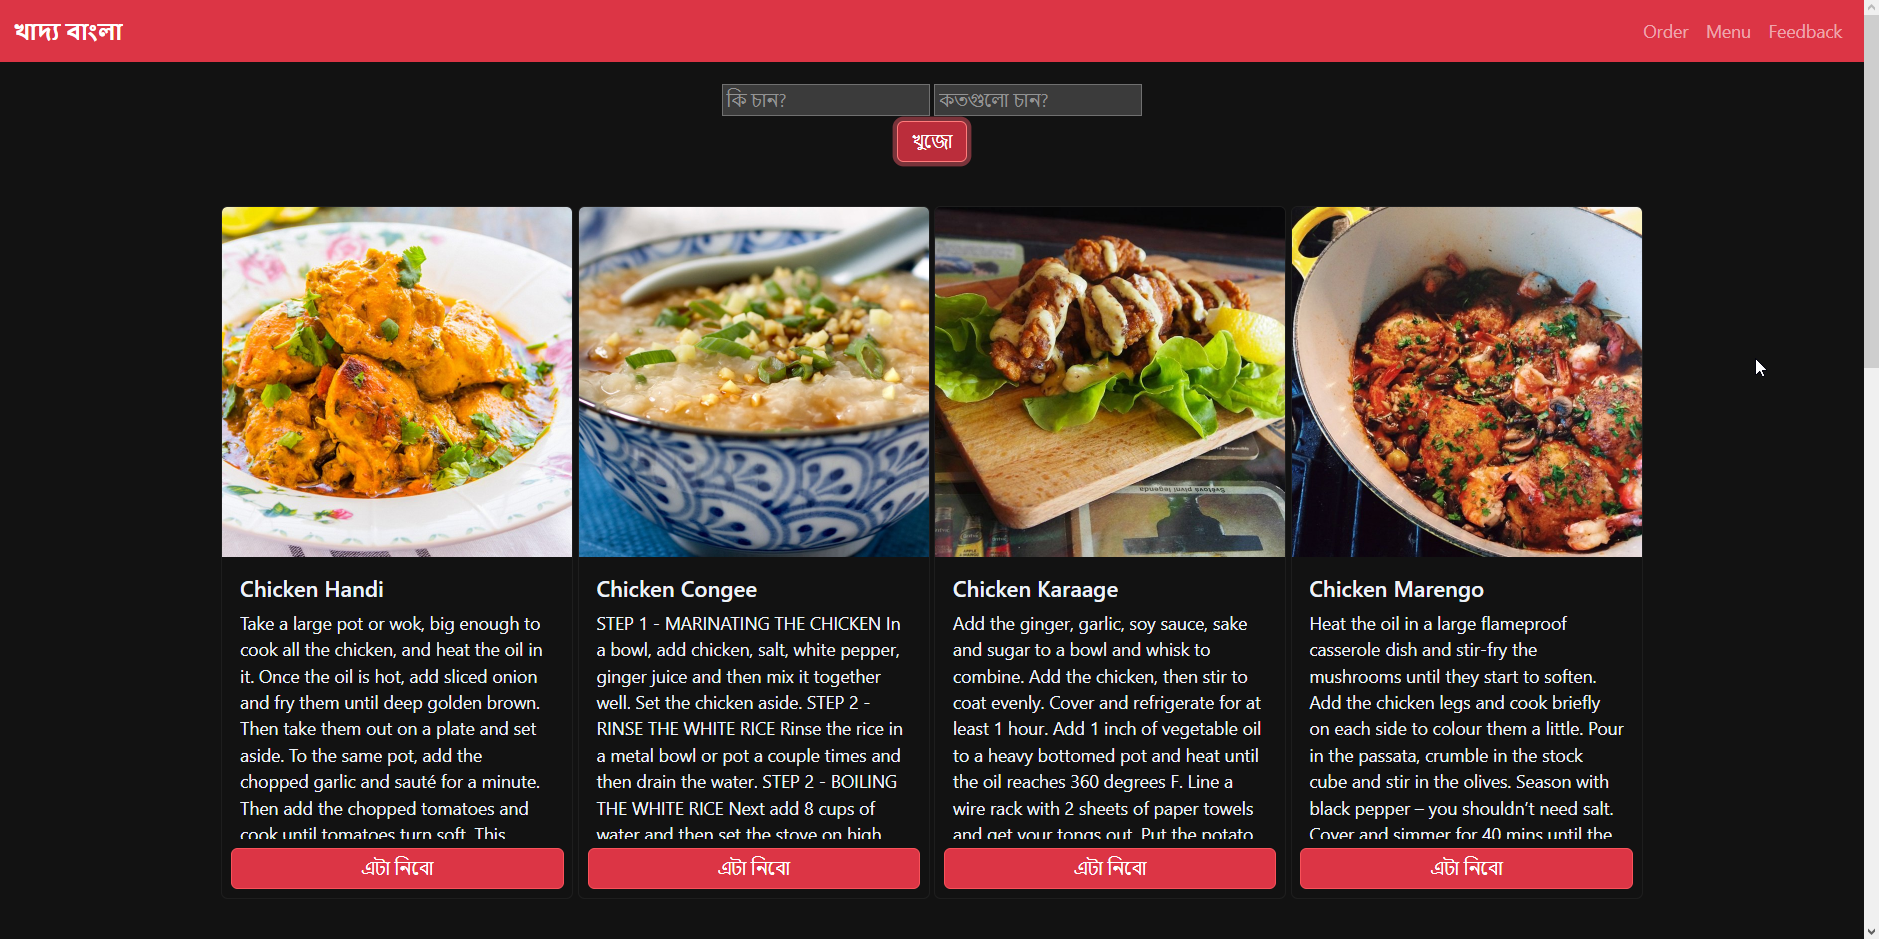 খাদ্য বাংলা
Order Menu Feedback
কি চান? কতগুলো চান?
খুজো
Chicken Handi
Take a large pot or wok, big enough to
cook all the chicken, and heat the oil in
it. Once the oil is hot, add sliced onion
and fry them until deep golden brown.
Then take them out on a plate and set
aside. To the same pot, add the
chopped garlic and sauté for a minute.
Then add the chopped tomatoes and
cook until tomatoes turn soft. This
এটা নিবো
Chicken Congee
STEP 1 - MARINATING THE CHICKEN In
a bowl, add chicken, salt, white pepper,
ginger juice and then mix it together
well. Set the chicken aside. STEP 2 -
RINSE THE WHITE RICE Rinse the rice in
a metal bowl or pot a couple times and
then drain the water. STEP 2 - BOILING
THE WHITE RICE Next add 8 cups of
water and then set the stove on high
এটা নিবো
Chicken Karaage
Add the ginger, garlic, soy sauce, sake
and sugar to a bowl and whisk to
combine. Add the chicken, then stir to
coat evenly. Cover and refrigerate for at
least 1 hour. Add 1 inch of vegetable oil
to a heavy bottomed pot and heat until
the oil reaches 360 degrees F. Line a
wire rack with 2 sheets of paper towels
and get your tongs out. Put the potato
এটা নিবো
Chicken Marengo
Heat the oil in a large flameproof
casserole dish and stir-fry the
mushrooms until they start to soften.
Add the chicken legs and cook briefly
on each side to colour them a little. Pour
in the passata, crumble in the stock
cube and stir in the olives. Season with
black pepper – you shouldn’t need salt.
Cover and simmer for 40 mins until the
এটা নিবো